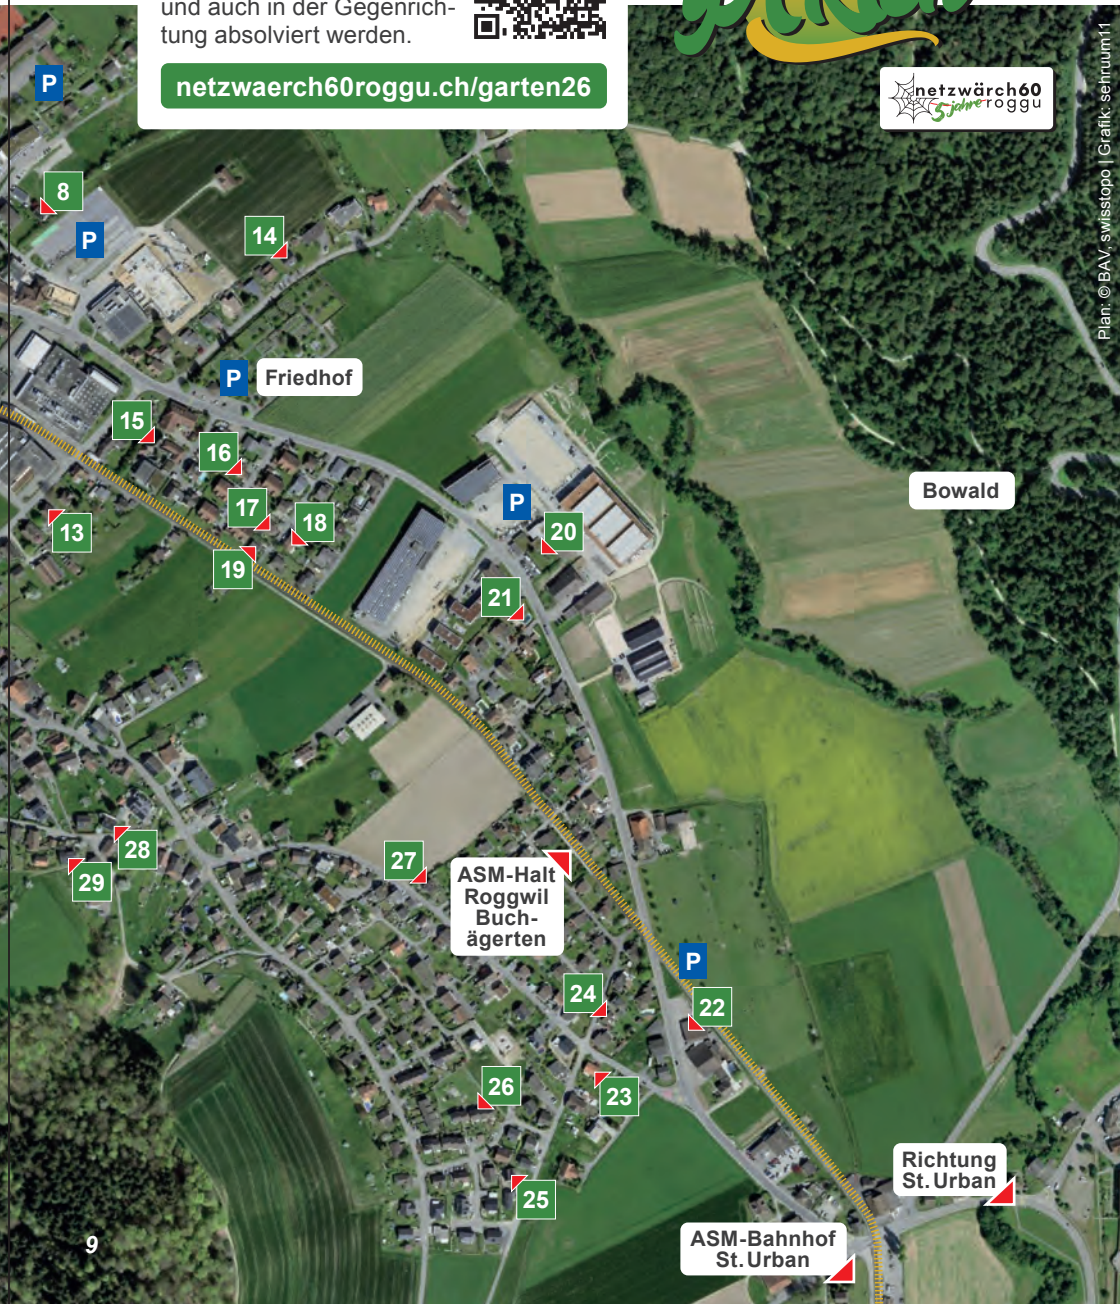 und auch in der Gegenrich-
tung absolviert werden.
netzwaerch60roggu.ch/garten26
netzwärch60
5 jahre roggu
Plan: © BAV, swisstopo | Grafik: sehruum11
P
8
P
14
P
Friedhof
15
16
17
18
13
19
P
20
21
Bowald
28
29
27
ASM-Halt
Roggwil
Buch-
ägerten
P
24
22
26
23
25
Richtung
St. Urban
ASM-Bahnhof
St. Urban
9